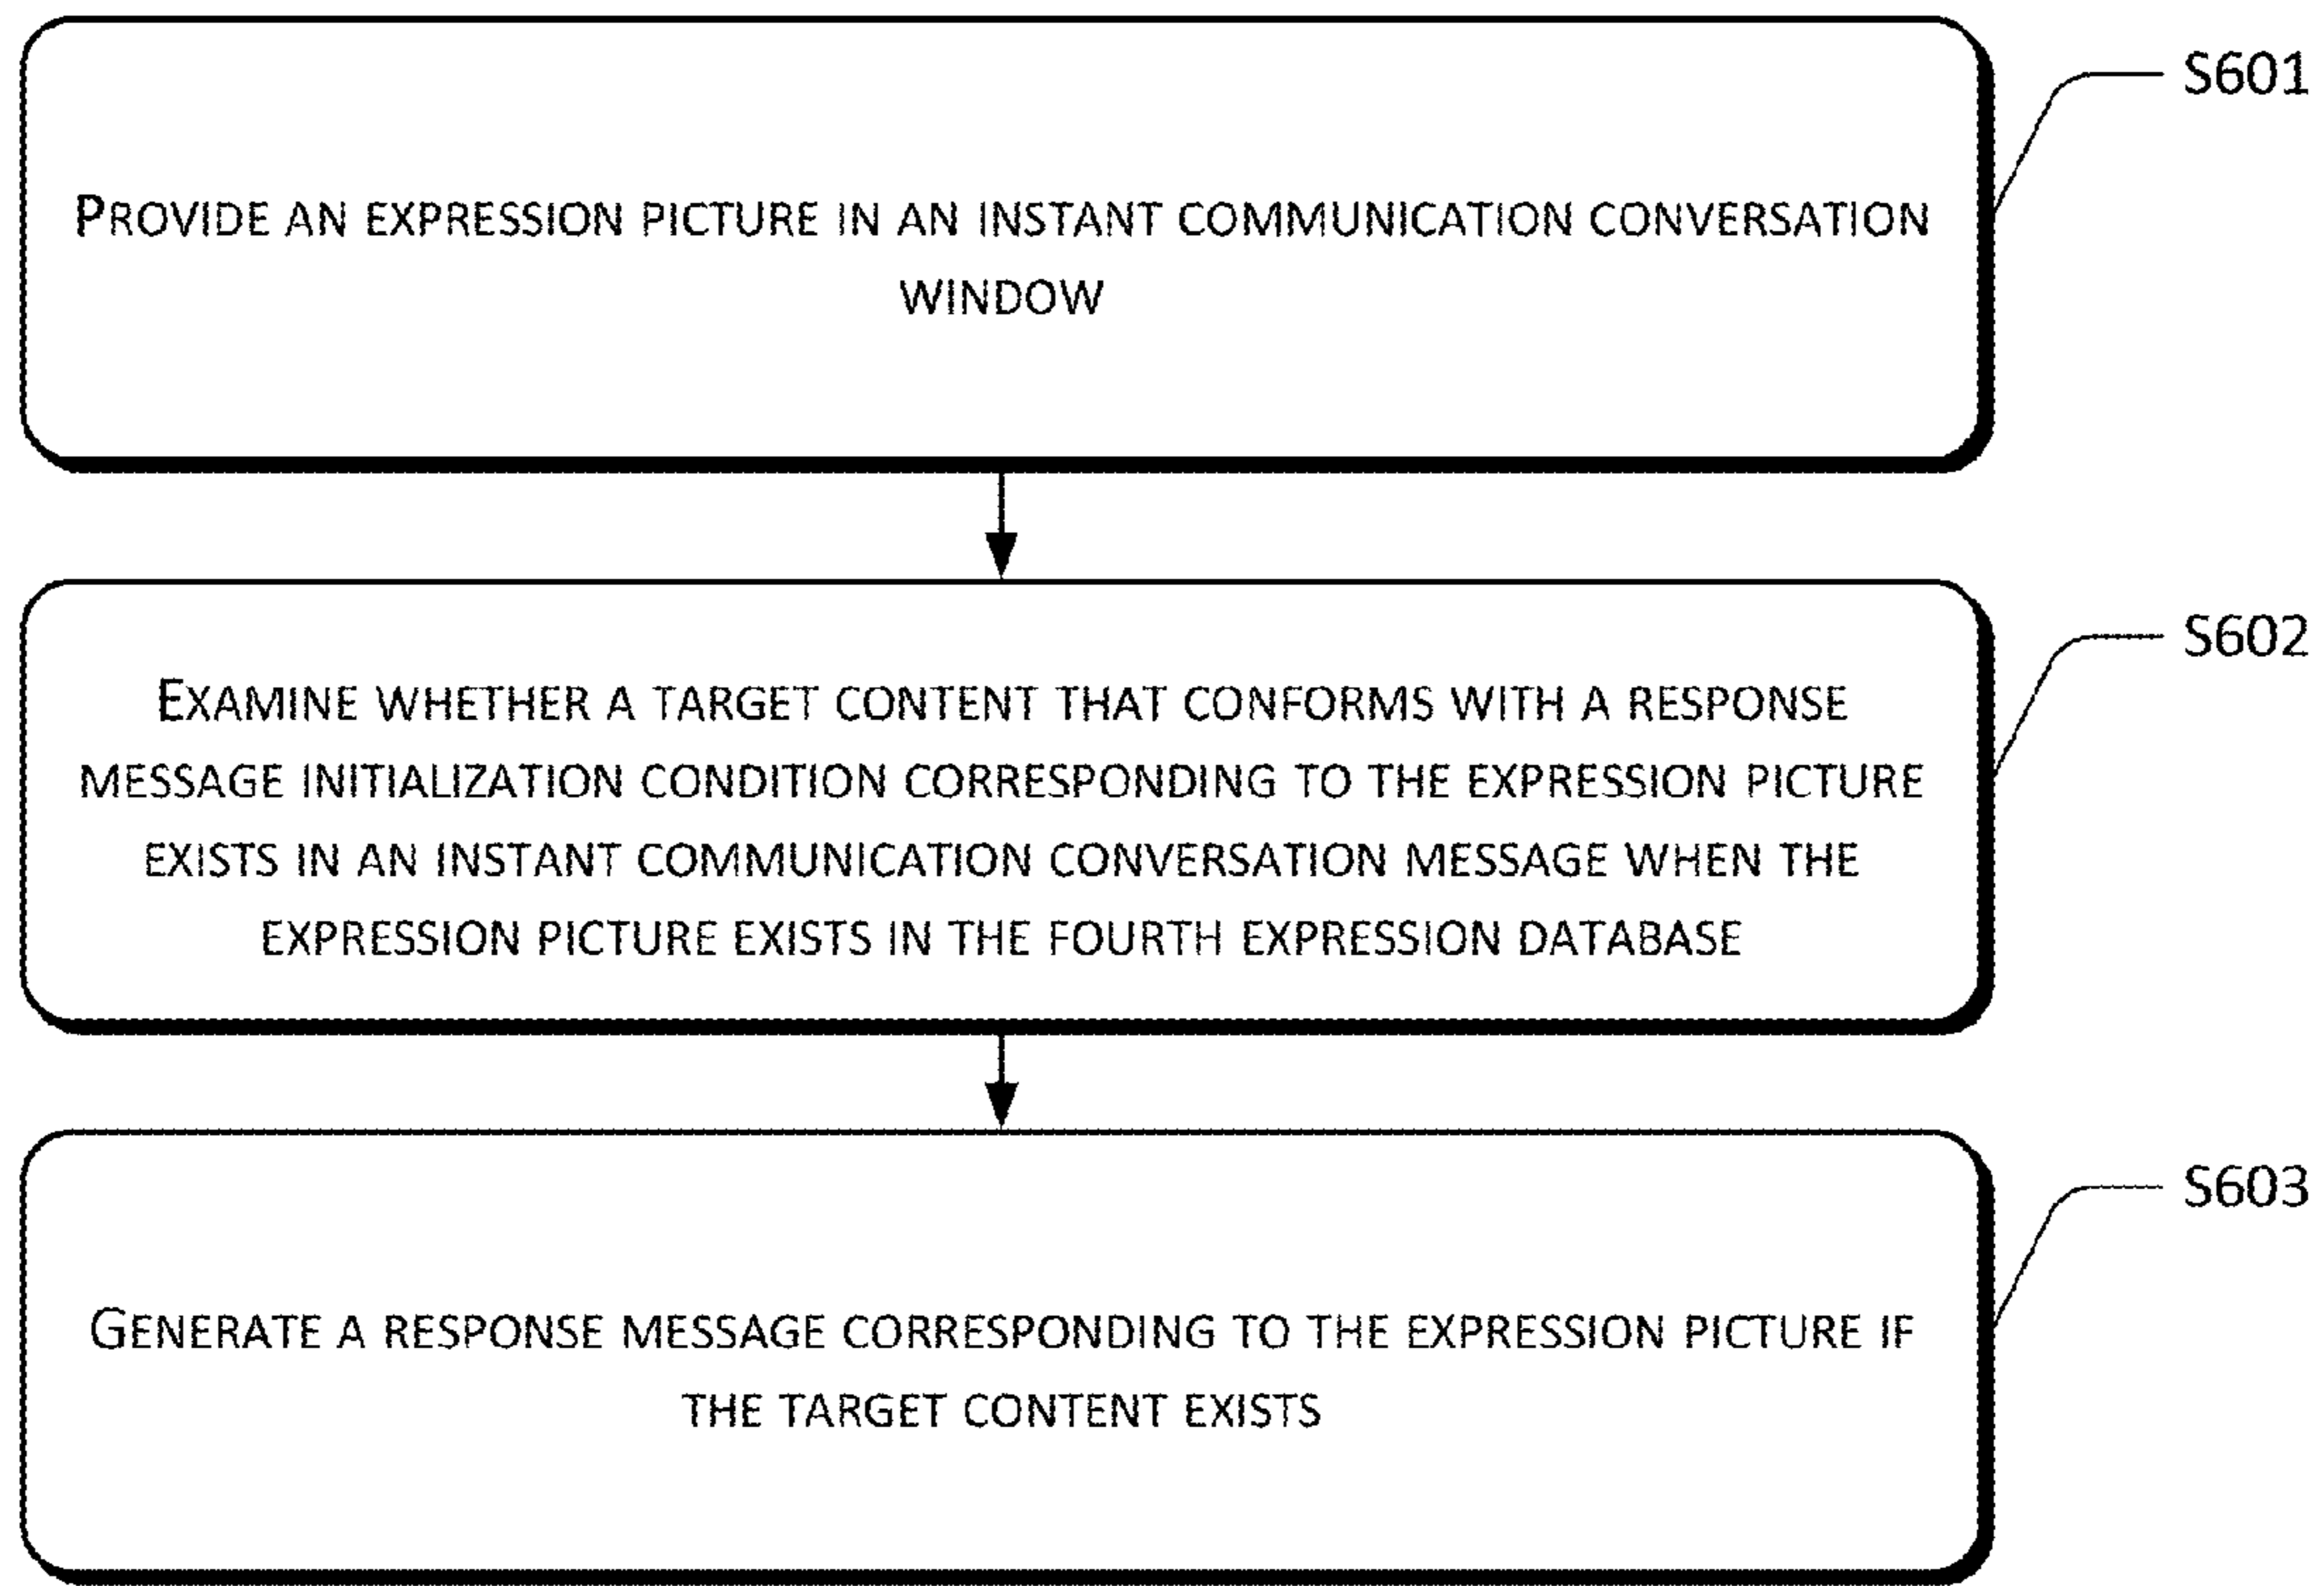 PROVIDE AN EXPRESSION PICTURE IN AN INSTANT COMMUNICATION CONVERSATION
WINDOW
S601
EXAMINE WHETHER A TARGET CONTENT THAT CONFORMS WITH A RESPONSE
MESSAGE INITIALIZATION CONDITION CORRESPONDING TO THE EXPRESSION PICTURE
EXISTS IN AN INSTANT COMMUNICATION CONVERSATION MESSAGE WHEN THE
EXPRESSION PICTURE EXISTS IN THE FOURTH EXPRESSION DATABASE
S602
GENERATE A RESPONSE MESSAGE CORRESPONDING TO THE EXPRESSION PICTURE IF
THE TARGET CONTENT EXISTS
S603